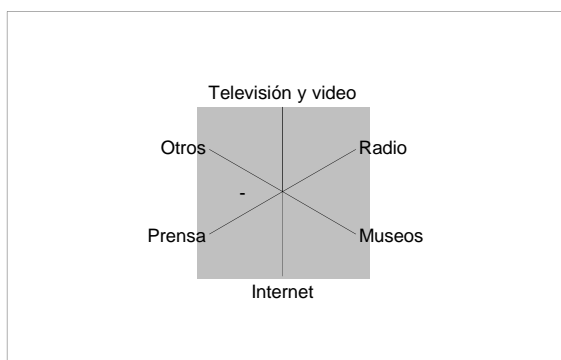 Televisión y video
Otros
Radio
-
Prensa
Museos
Internet